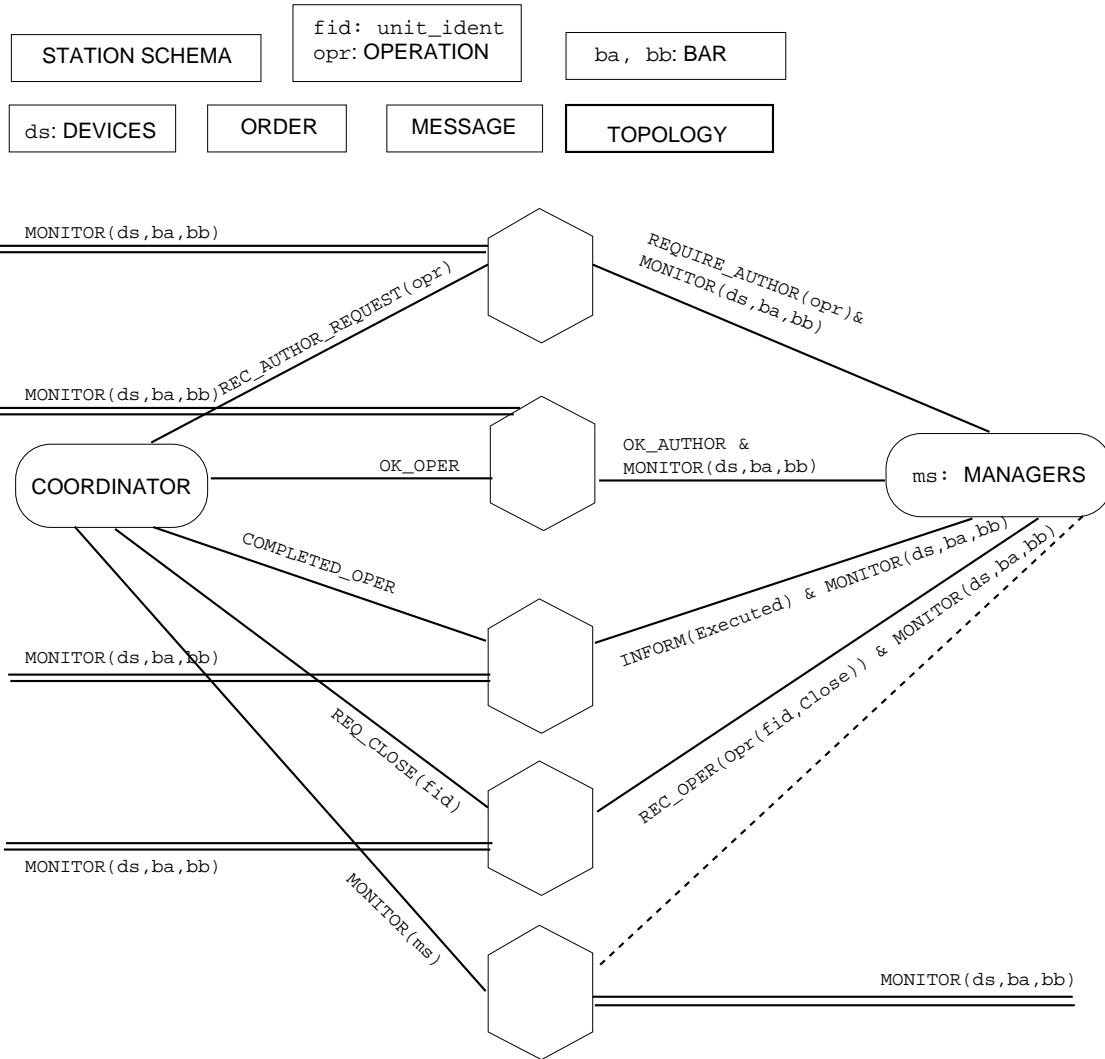 fid: unit_ident
opr: OPERATION
STATION SCHEMA
ba, bb: BAR
ds: DEVICES
ORDER
MESSAGE
TOPOLOGY
MONITOR(ds,ba,bb)
REC_AUTHOR_REQUEST(opr)
REQUIRE_AUTHOR(opr)&
MONITOR(ds,ba,bb)
MONITOR(ds,ba,bb)
OK_OPER
OK_AUTHOR &
MONITOR(ds,ba,bb)
COORDINATOR
ms: MANAGERS
COMPLETED_OPER
INFORM(Executed) & MONITOR(ds,ba,bb)
MONITOR(ds,ba,bb)
REQ_CLOSE(fid)
REC_OPER(Opr(fid,Close)) & MONITOR(ds,ba,bb)
MONITOR(ds,ba,bb)
MONITOR(ms)
MONITOR(ds,ba,bb)